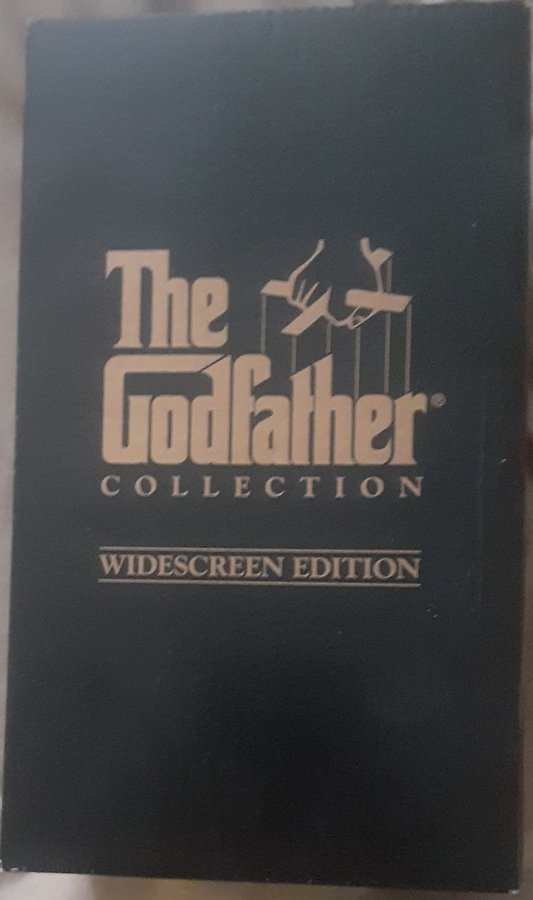 The
Godfather®
COLLECTION
WIDESCREEN EDITION